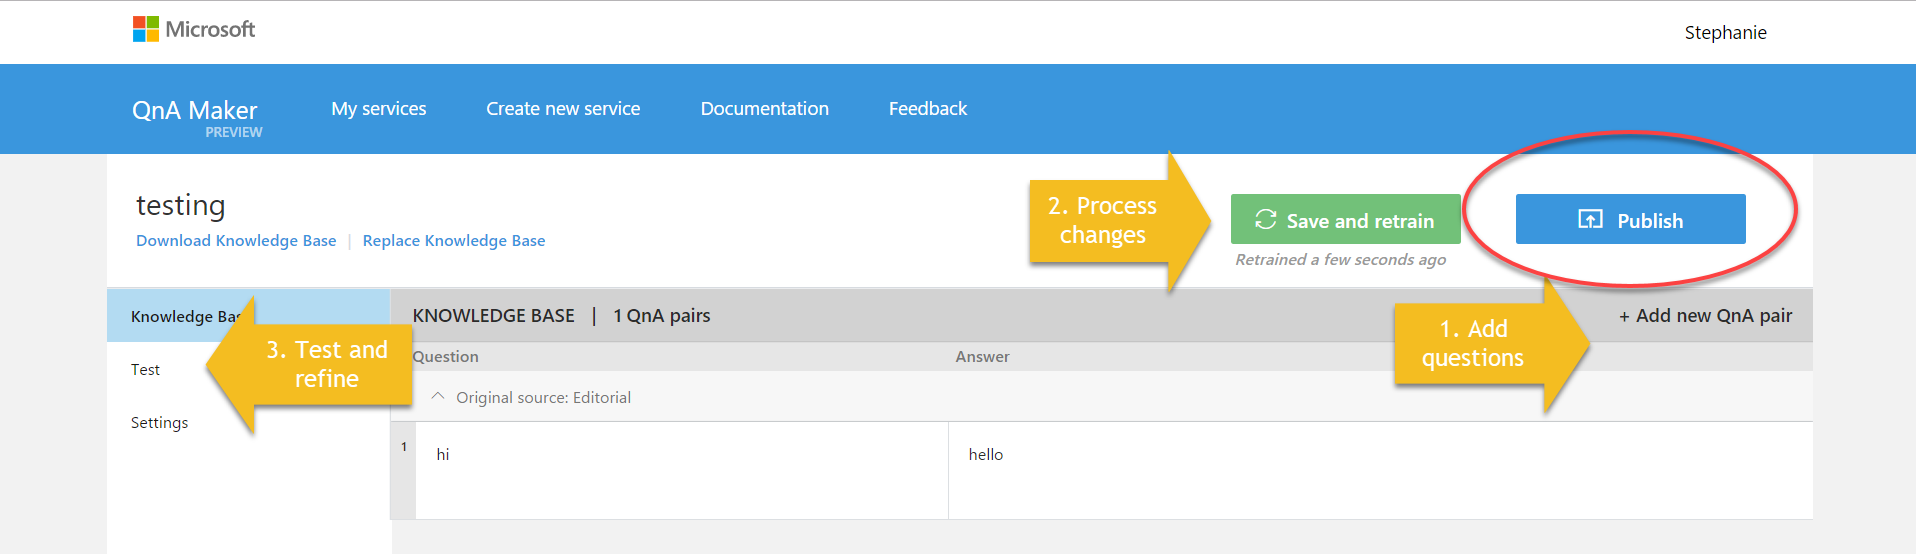 Microsoft
Stephanie
QnA Maker
PREVIEW
My services
Create new service
Documentation
Feedback
testing
Download Knowledge Base | Replace Knowledge Base
2. Process
changes
Save and retrain
Retrained a few seconds ago
Publish
Knowledge Bas
Test
Settings
3. Test and
refine
KNOWLEDGE BASE | 1 QnA pairs
1. Add
questions
+ Add new QnA pair
Question
Answer
Original source: Editorial
1
hi
hello